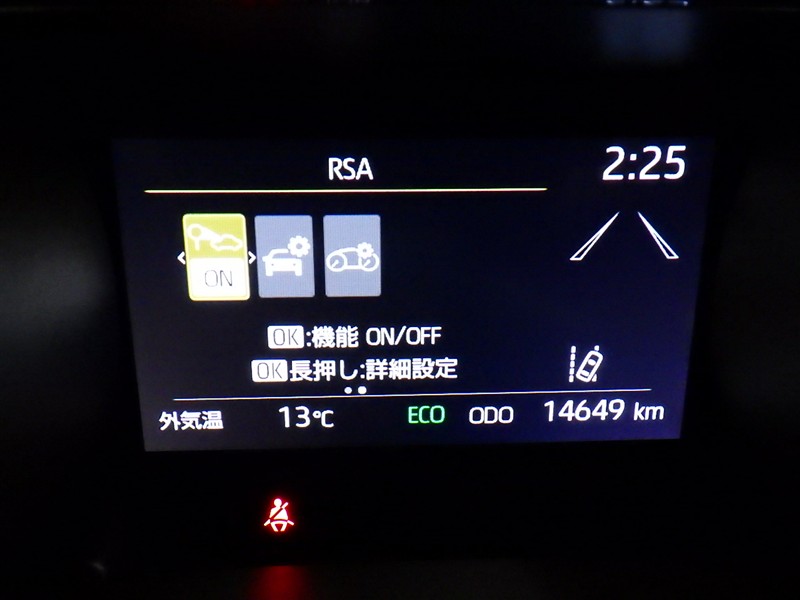 RSA 2:25
ON
OK:機能 ON/OFF
OK長押し:詳細設定
外気温 13℃ ECO ODO 14649 km